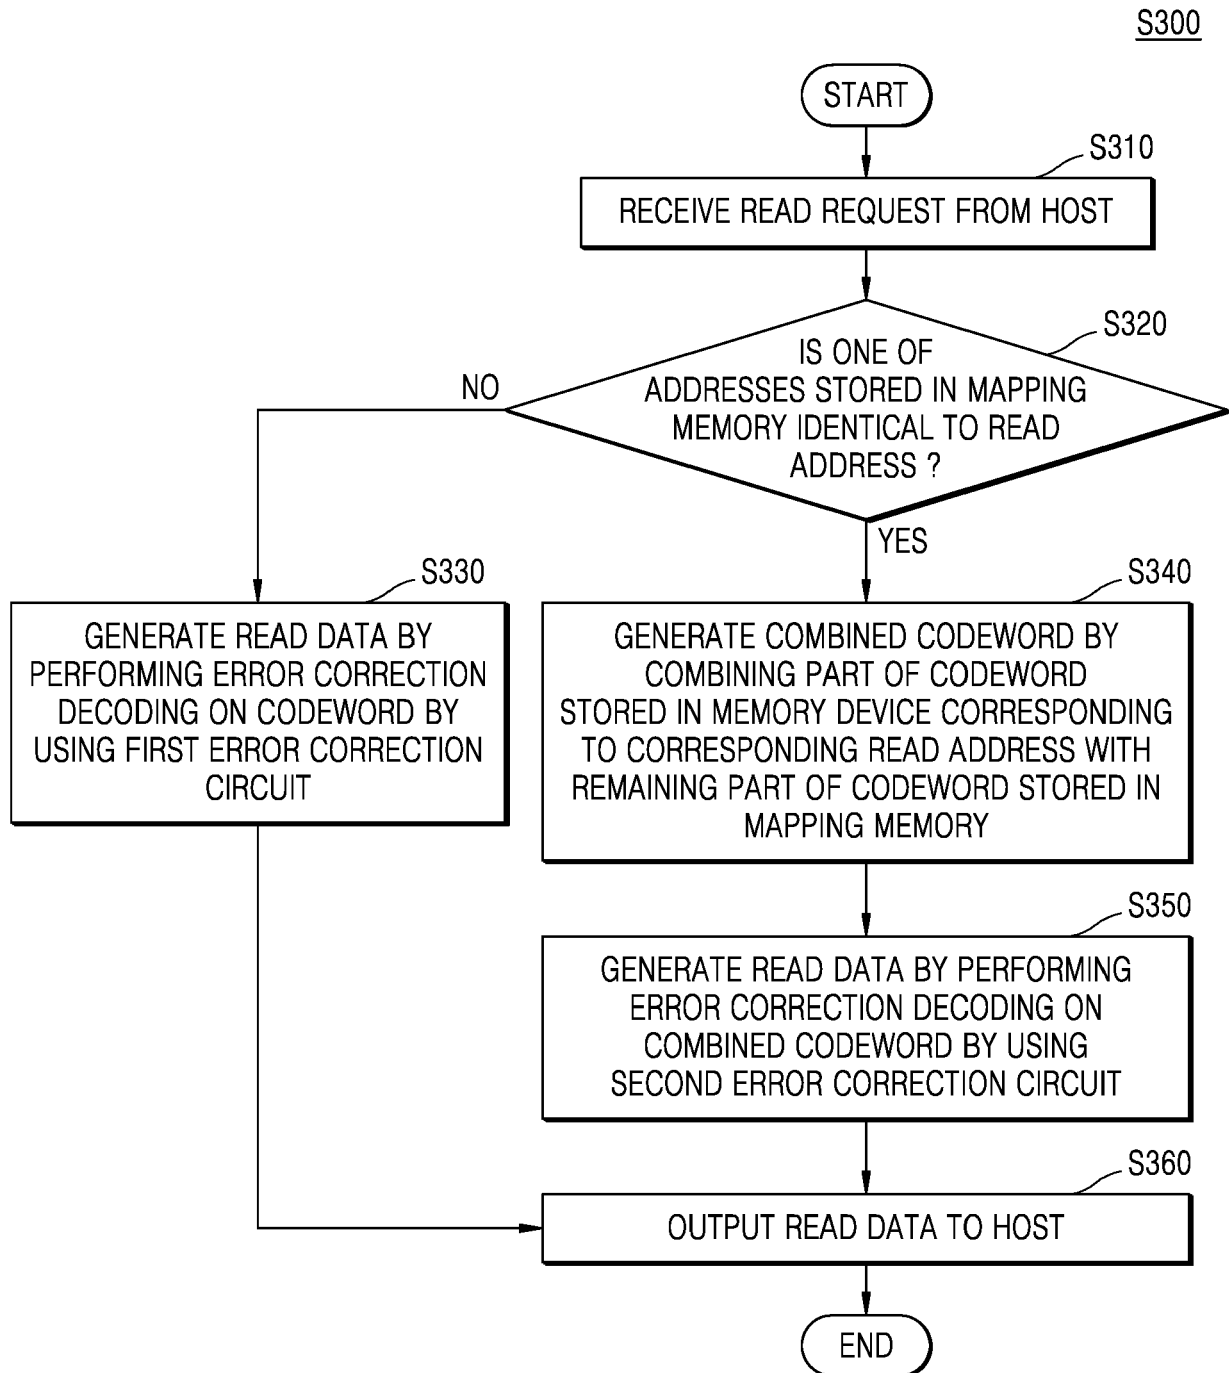 S300
START
S310
RECEIVE READ REQUEST FROM HOST
S320
IS ONE OF
ADDRESSES STORED IN MAPPING
MEMORY IDENTICAL TO READ
ADDRESS ?
NO
YES
S330
GENERATE READ DATA BY
PERFORMING ERROR CORRECTION
DECODING ON CODEWORD BY
USING FIRST ERROR CORRECTION
CIRCUIT
S340
GENERATE COMBINED CODEWORD BY
COMBINING PART OF CODEWORD
STORED IN MEMORY DEVICE CORRESPONDING
TO CORRESPONDING READ ADDRESS WITH
REMAINING PART OF CODEWORD STORED IN
MAPPING MEMORY
S350
GENERATE READ DATA BY PERFORMING
ERROR CORRECTION DECODING ON
COMBINED CODEWORD BY USING
SECOND ERROR CORRECTION CIRCUIT
S360
OUTPUT READ DATA TO HOST
END